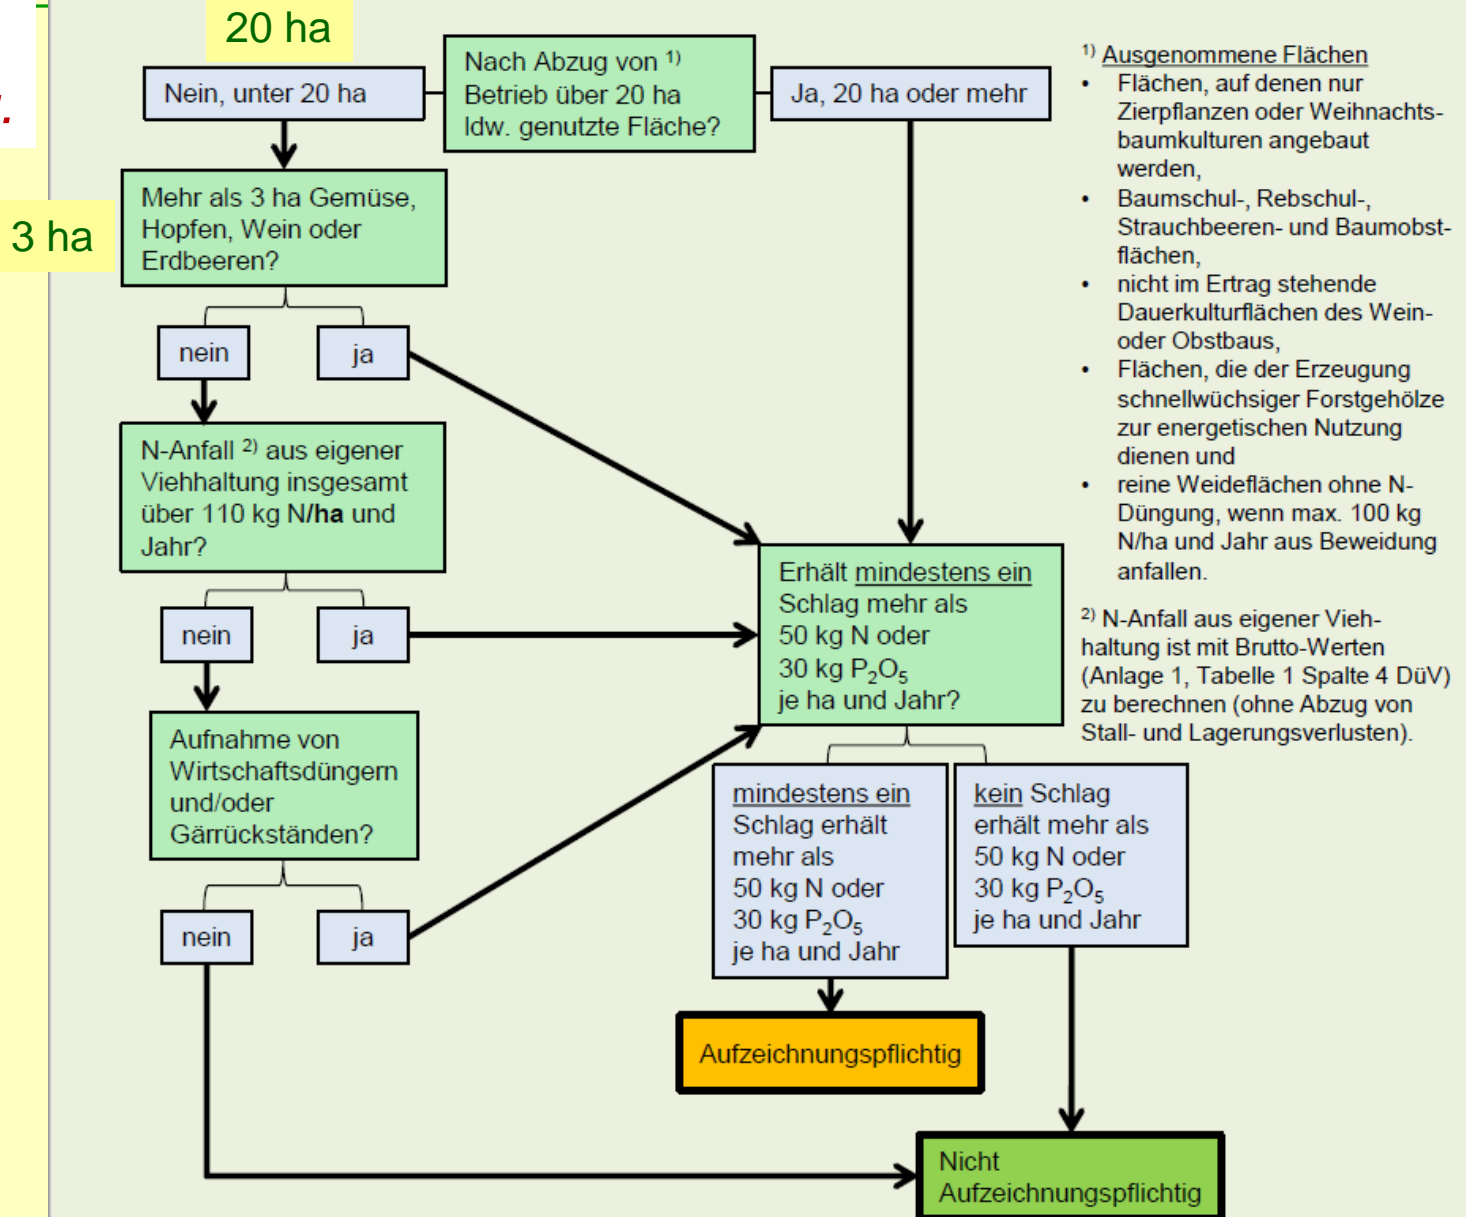 20 ha
Nein, unter 20 ha
Nach Abzug von ¹⁾
Betrieb über 20 ha
ldw. genutzte Fläche?
Ja, 20 ha oder mehr
3 ha
Mehr als 3 ha Gemüse,
Hopfen, Wein oder
Erdbeeren?
nein
ja
N-Anfall ²⁾ aus eigener
Viehhaltung insgesamt
über 110 kg N/ha und
Jahr?
nein
ja
Aufnahme von
Wirtschaftsdüngern
und/oder
Gärrückständen?
nein
ja
Erhält mindestens ein
Schlag mehr als
50 kg N oder
30 kg P₂O₅
je ha und Jahr?
mindestens ein
Schlag erhält
mehr als
50 kg N oder
30 kg P₂O₅
je ha und Jahr
kein Schlag
erhält mehr als
50 kg N oder
30 kg P₂O₅
je ha und Jahr
Aufzeichnungspflichtig
Nicht
Aufzeichnungspflichtig
¹⁾ Ausgenommene Flächen
• Flächen, auf denen nur
Zierpflanzen oder Weihnachts-
baumkulturen angebaut
werden,
• Baumschul-, Rebschul-,
Strauchbeeren- und Baumobst-
flächen,
• nicht im Ertrag stehende
Dauerkulturflächen des Wein-
oder Obstbaus,
• Flächen, die der Erzeugung
schnellwüchsiger Forstgehölze
zur energetischen Nutzung
dienen und
• reine Weideflächen ohne N-
Düngung, wenn max. 100 kg
N/ha und Jahr aus Beweidung
anfallen.
²⁾ N-Anfall aus eigener Vieh-
haltung ist mit Brutto-Werten
(Anlage 1, Tabelle 1 Spalte 4 DüV)
zu berechnen (ohne Abzug von
Stall- und Lagerungsverlusten).